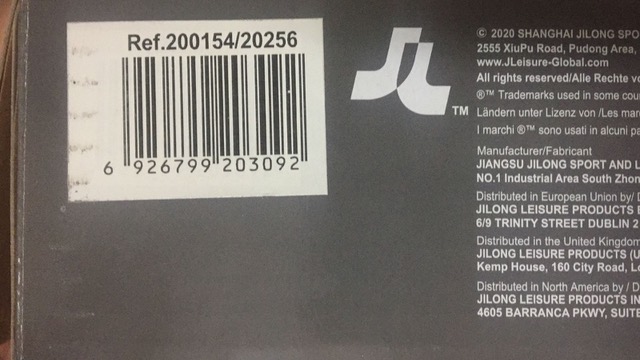 Ref.200154/20256
6 926799 203092
JL
TM
© 2020 SHANGHAI JILONG SPO
2555 XiuPu Road, Pudong Area,
www.JLeisure-Global.com
All rights reserved/Alle Rechte vo
®™ Trademarks used in some cou
Ländern unter Lizenz von /Les mar
I marchi ®™ sono usati in alcuni pa
Manufacturer/Fabricant
JIANGSU JILONG SPORT AND L
NO.1 Industrial Area South Zhon
Distributed in European Union by/
JILONG LEISURE PRODUCTS
6/9 TRINITY STREET DUBLIN 2
Distributed in the United Kingdom
JILONG LEISURE PRODUCTS (U
Kemp House, 160 City Road, Lo
Distributed in North America by / D
JILONG LEISURE PRODUCTS IN
4605 BARRANCA PKWY, SUITE